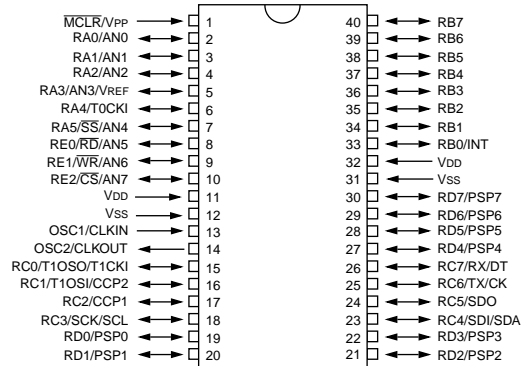 MCLR/VPP 1 40 RB7
RA0/AN0 2 39 RB6
RA1/AN1 3 38 RB5
RA2/AN2 4 37 RB4
RA3/AN3/VREF 5 36 RB3
RA4/T0CKI 6 35 RB2
RA5/SS/AN4 7 34 RB1
RE0/RD/AN5 8 33 RB0/INT
RE1/WR/AN6 9 32 VDD
RE2/CS/AN7 10 31 VSS
VDD 11 30 RD7/PSP7
VSS 12 29 RD6/PSP6
OSC1/CLKIN 13 28 RD5/PSP5
OSC2/CLKOUT 14 27 RD4/PSP4
RC0/T1OSO/T1CKI 15 26 RC7/RX/DT
RC1/T1OSI/CCP2 16 25 RC6/TX/CK
RC2/CCP1 17 24 RC5/SDO
RC3/SCK/SCL 18 23 RC4/SDI/SDA
RD0/PSP0 19 22 RD3/PSP3
RD1/PSP1 20 21 RD2/PSP2